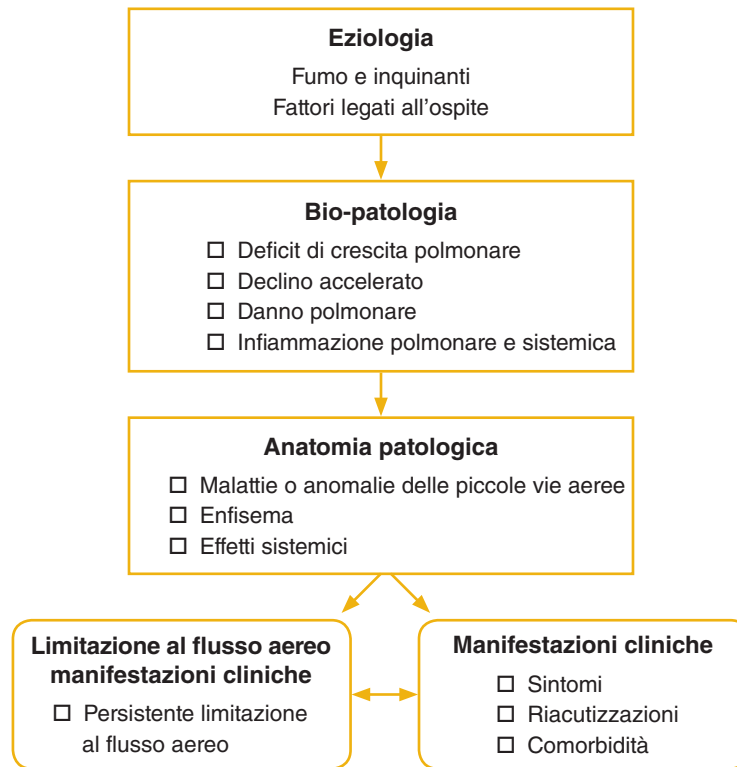 Eziologia
Fumo e inquinanti
Fattori legati all’ospite
Bio-patologia
☐ Deficit di crescita polmonare
☐ Declino accelerato
☐ Danno polmonare
☐ Infiammazione polmonare e sistemica
Anatomia patologica
☐ Malattie o anomalie delle piccole vie aeree
☐ Enfisema
☐ Effetti sistemici
Limitazione al flusso aereo
manifestazioni cliniche
☐ Persistente limitazione
al flusso aereo
Manifestazioni cliniche
☐ Sintomi
☐ Riacutizzazioni
☐ Comorbidità